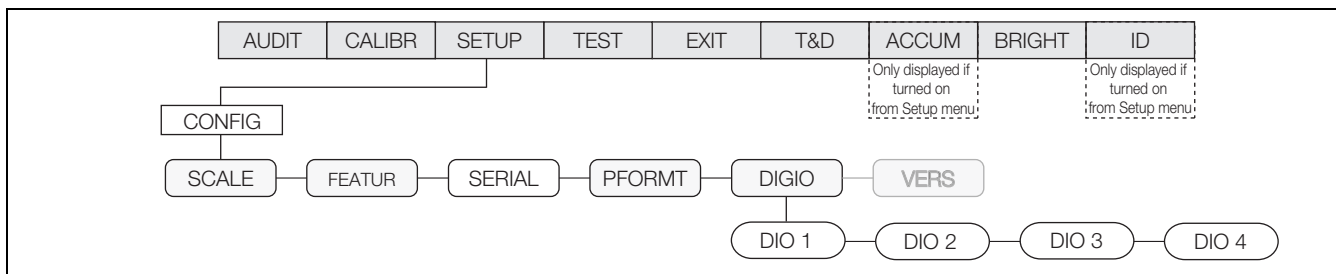 AUDIT CALIBR SETUP TEST EXIT T&D ACCUM BRIGHT ID
Only displayed if
turned on
from Setup menu
Only displayed if
turned on
from Setup menu
CONFIG
SCALE FEATUR SERIAL PFORMT DIGIO VERS
DIO 1 DIO 2 DIO 3 DIO 4